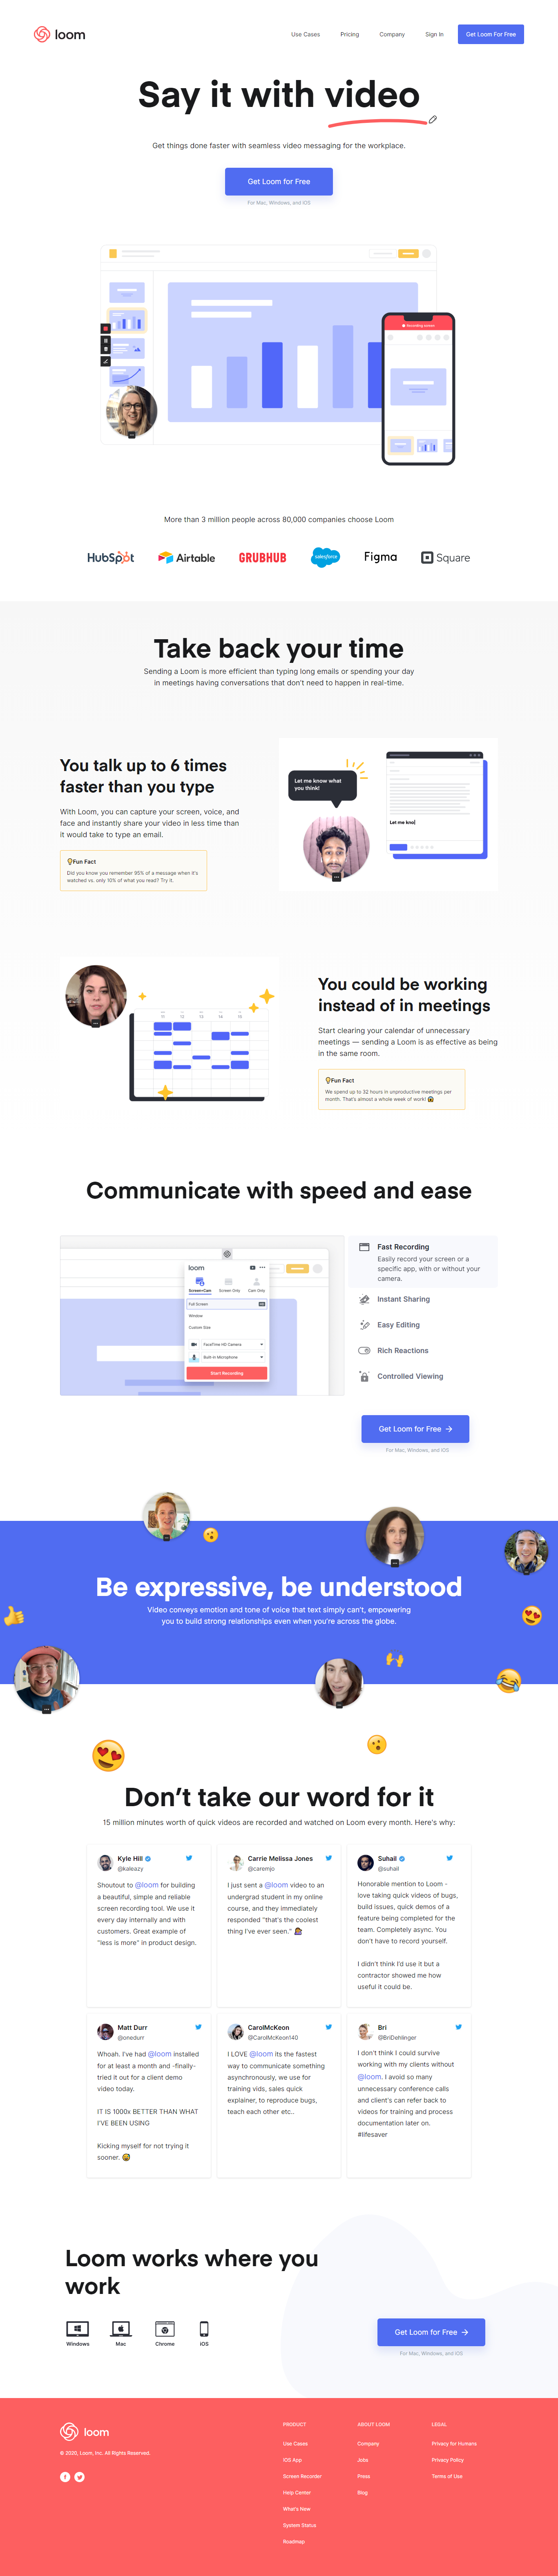 loom
Use Cases
Pricing
Company
Sign In
Get Loom For Free
Say it with video
Get things done faster with seamless video messaging for the workplace.
Get Loom for Free
For Mac, Windows, and iOS
More than 3 million people across 80,000 companies choose Loom
HubSpot
Airtable
GRUBHUB
salesforce
Figma
Square
Take back your time
Sending a Loom is more efficient than typing long emails or spending your day
in meetings having conversations that don't need to happen in real-time.
You talk up to 6 times
faster than you type
With Loom, you can capture your screen, voice, and
face and instantly share your video in less time than
it would take to type an email.
Fun Fact
Did you know you remember 95% of a message when it's
watched vs. only 10% of what you read? Try it.
Let me know what
you think!
Let me kno
11 12 13 14 15
You could be working
instead of in meetings
Start clearing your calendar of unnecessary
meetings — sending a Loom is as effective as being
in the same room.
Fun Fact
We spend up to 32 hours in unproductive meetings per
month. That's almost a whole week of work! 😱
Communicate with speed and ease
loom
Screen+Cam
Screen Only
Cam Only
Full Screen
Window
Custom Size
FaceTime HD Camera
Built-in Microphone
Start Recording
Fast Recording
Easily record your screen or a
specific app, with or without your
camera.
Instant Sharing
Easy Editing
Rich Reactions
Controlled Viewing
Get Loom for Free →
For Mac, Windows, and iOS
Be expressive, be understood
Video conveys emotion and tone of voice that text simply can't, empowering
you to build strong relationships even when you're across the globe.
Don't take our word for it
15 million minutes worth of quick videos are recorded and watched on Loom every month. Here's why:
Kyle Hill
@kaleazy
Shoutout to @loom for building
a beautiful, simple and reliable
screen recording tool. We use it
every day internally and with
customers. Great example of
"less is more" in product design.
Carrie Melissa Jones
@caremjo
I just sent a @loom video to an
undergrad student in my online
course, and they immediately
responded "that's the coolest
thing I've ever seen."
Suhail
@suhail
Honorable mention to Loom -
love taking quick videos of bugs,
build issues, quick demos of a
feature being completed for the
team. Completely async. You
don't have to record yourself.
I didn't think I'd use it but a
contractor showed me how
useful it could be.
Matt Durr
@onedurr
Whoah. I've had @loom installed
for at least a month and -finally-
tried it out for a client demo
video today.
IT IS 1000x BETTER THAN WHAT
I'VE BEEN USING
Kicking myself for not trying it
sooner.
CarolMcKeon
@CarolMcKeon140
I LOVE @loom its the fastest
way to communicate something
asynchronously, we use for
training vids, sales quick
explainer, to reproduce bugs,
teach each other etc..
Bri
@BriDehlinger
I don't think I could survive
working with my clients without
@loom. I avoid so many
unnecessary conference calls
and client's can refer back to
videos for training and process
documentation later on.
#lifesaver
Loom works where you
work
Windows
Mac
Chrome
iOS
Get Loom for Free →
For Mac, Windows, and iOS
loom
© 2020, Loom, Inc. All Rights Reserved.
PRODUCT
Use Cases
iOS App
Screen Recorder
Help Center
What's New
System Status
Roadmap
ABOUT LOOM
Company
Jobs
Press
Blog
LEGAL
Privacy for Humans
Privacy Policy
Terms of Use